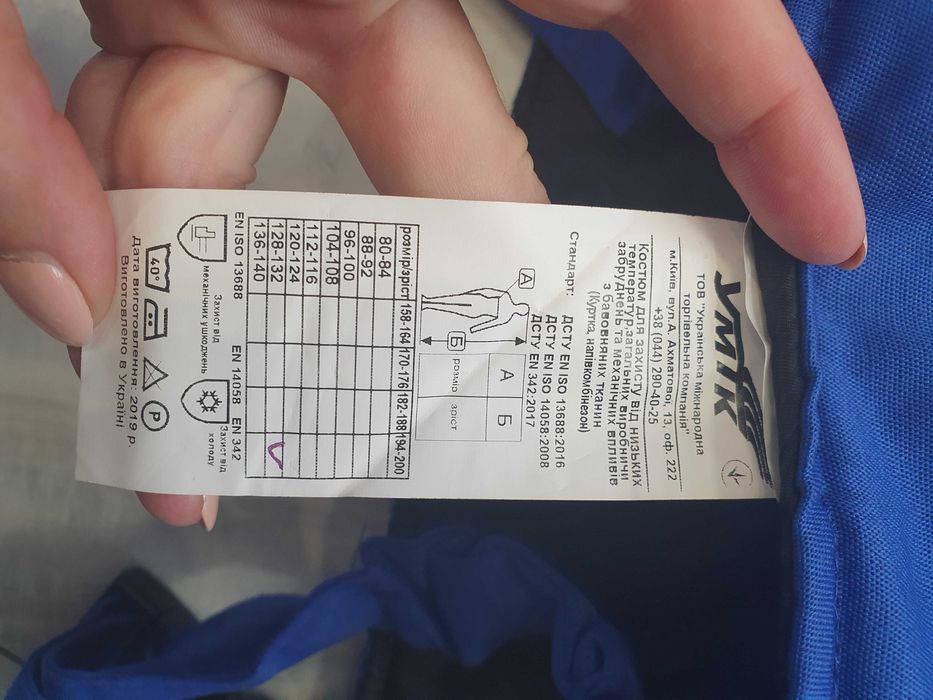 УМТК
ТОВ "Українська міжнародна
торгівельна компанія"
м.Київ, вул.А. Ахматової, 13, оф. 222
+38 (044) 290-40-25
Костюм для захисту від низьких
температур,загальних виробничих
забруднень та механічних впливів
з бавовняних тканин
(Куртка, напівкомбінезон)
Стандарт: ДСТУ EN ISO 13688:2016
ДСТУ EN ISO 14058:2008
ДСТУ EN 342:2017
А
Б
А розмір
Б зріст
розмір/зріст 158-164 170-176 182-188 194-200
80-84
88-92
96-100
104-108
112-116
120-124
128-132
136-140
EN ISO 13688 EN 14058 EN 342
Захист від
механічних ушкоджень
Захист від
холоду
40° P
Дата виготовлення: 2019 р.
Виготовлено в Україні